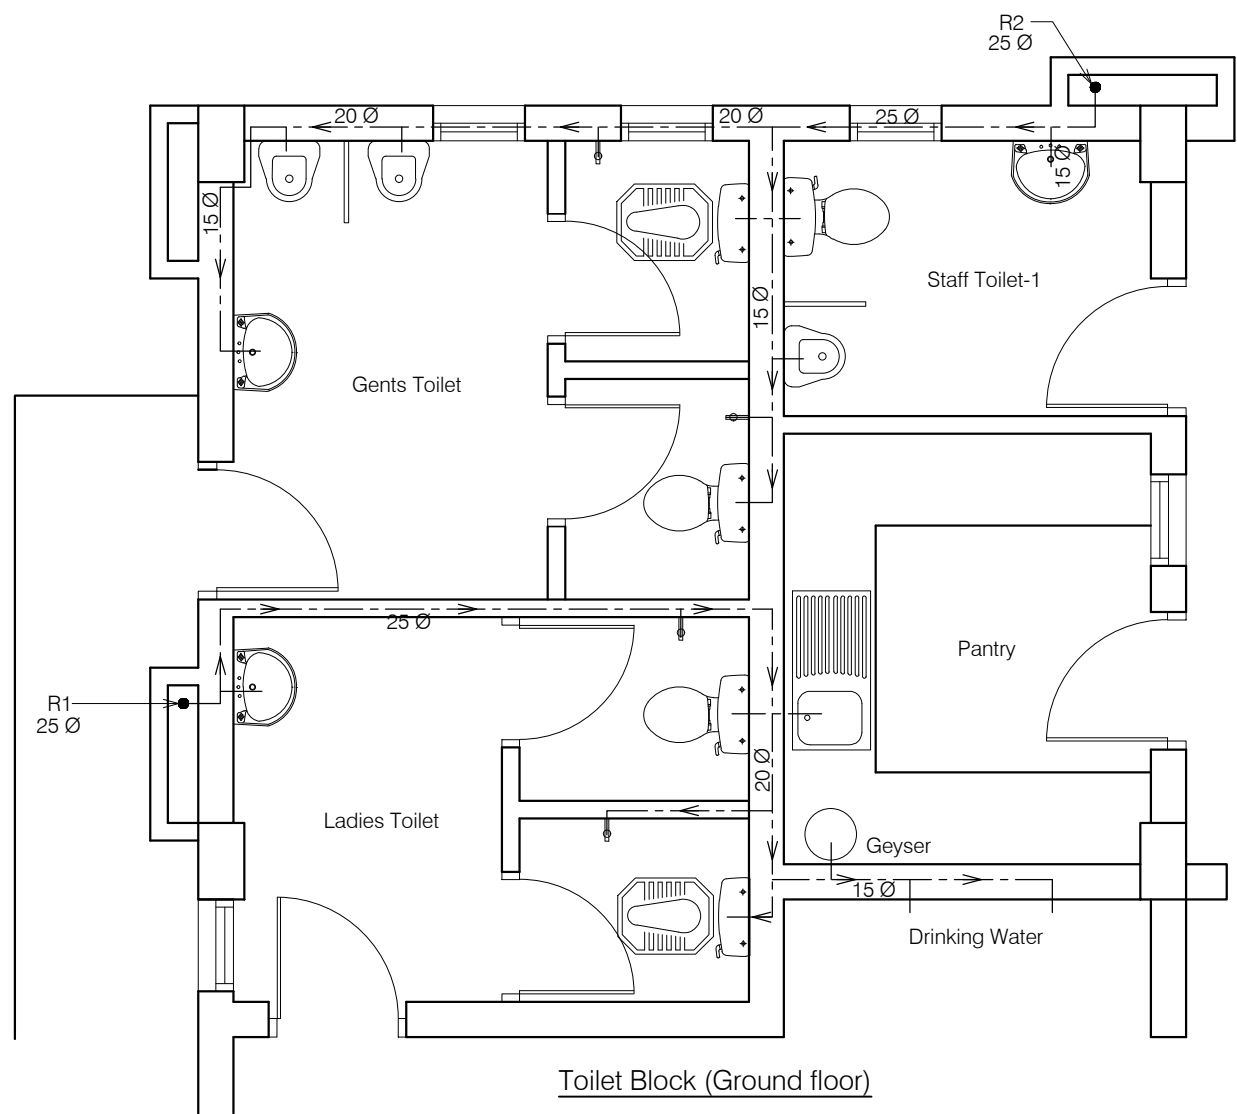 R2
25 Ø
20 Ø
20 Ø
25 Ø
15 Ø
15 Ø
Staff Toilet-1
15 Ø
Gents Toilet
25 Ø
Pantry
R1
25 Ø
20 Ø
Ladies Toilet
Geyser
15 Ø
Drinking Water
Toilet Block (Ground floor)